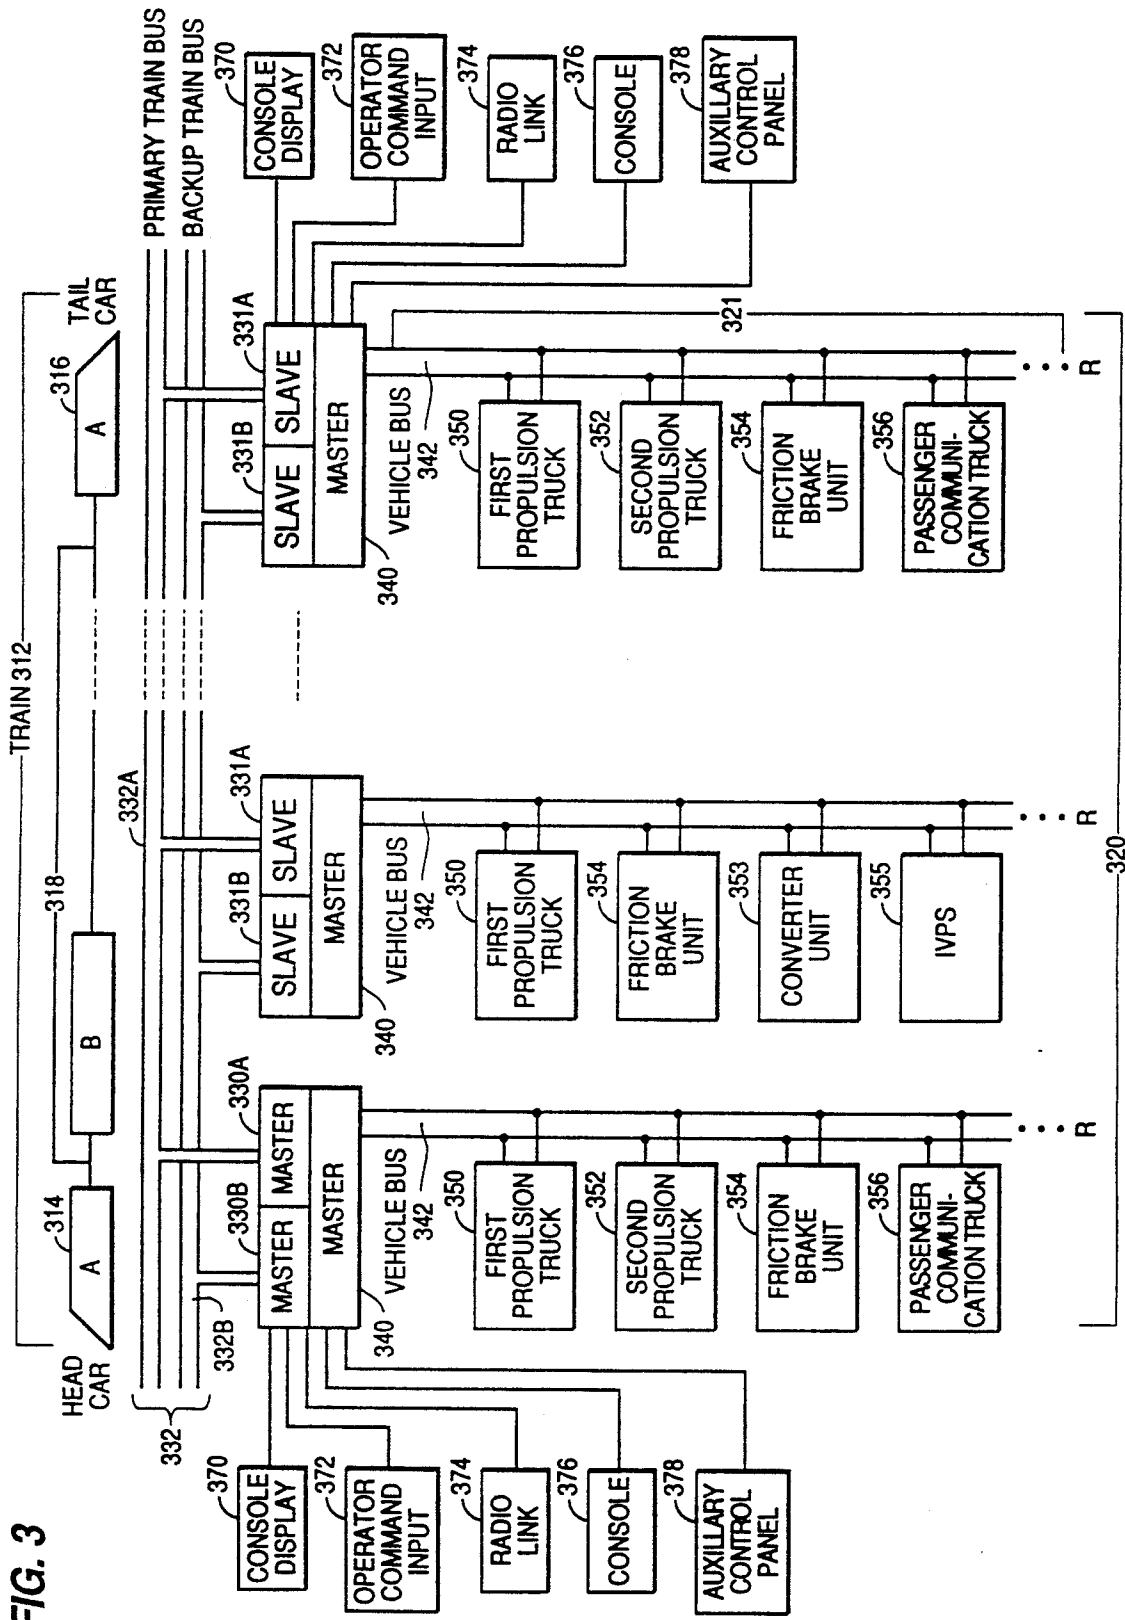 FIG. 3
TRAIN 312
318
HEAD
CAR
314
A
B
316
A
TAIL
CAR
332
332A
332B
PRIMARY TRAIN BUS
BACKUP TRAIN BUS
370
CONSOLE
DISPLAY
372
OPERATOR
COMMAND
INPUT
374
RADIO
LINK
376
CONSOLE
378
AUXILLARY
CONTROL
PANEL
330B
330A
MASTER
MASTER
MASTER
340
VEHICLE BUS
342
350
FIRST
PROPULSION
TRUCK
352
SECOND
PROPULSION
TRUCK
354
FRICTION
BRAKE
UNIT
356
PASSENGER
COMMUNI-
CATION TRUCK
R
331B
331A
SLAVE
SLAVE
MASTER
340
VEHICLE BUS
342
350
FIRST
PROPULSION
TRUCK
354
FRICTION
BRAKE
UNIT
353
CONVERTER
UNIT
355
IVPS
R
331B
331A
SLAVE
SLAVE
MASTER
340
VEHICLE BUS
342
321
350
FIRST
PROPULSION
TRUCK
352
SECOND
PROPULSION
TRUCK
354
FRICTION
BRAKE
UNIT
356
PASSENGER
COMMUNI-
CATION TRUCK
R
370
CONSOLE
DISPLAY
372
OPERATOR
COMMAND
INPUT
374
RADIO
LINK
376
CONSOLE
378
AUXILLARY
CONTROL
PANEL
320